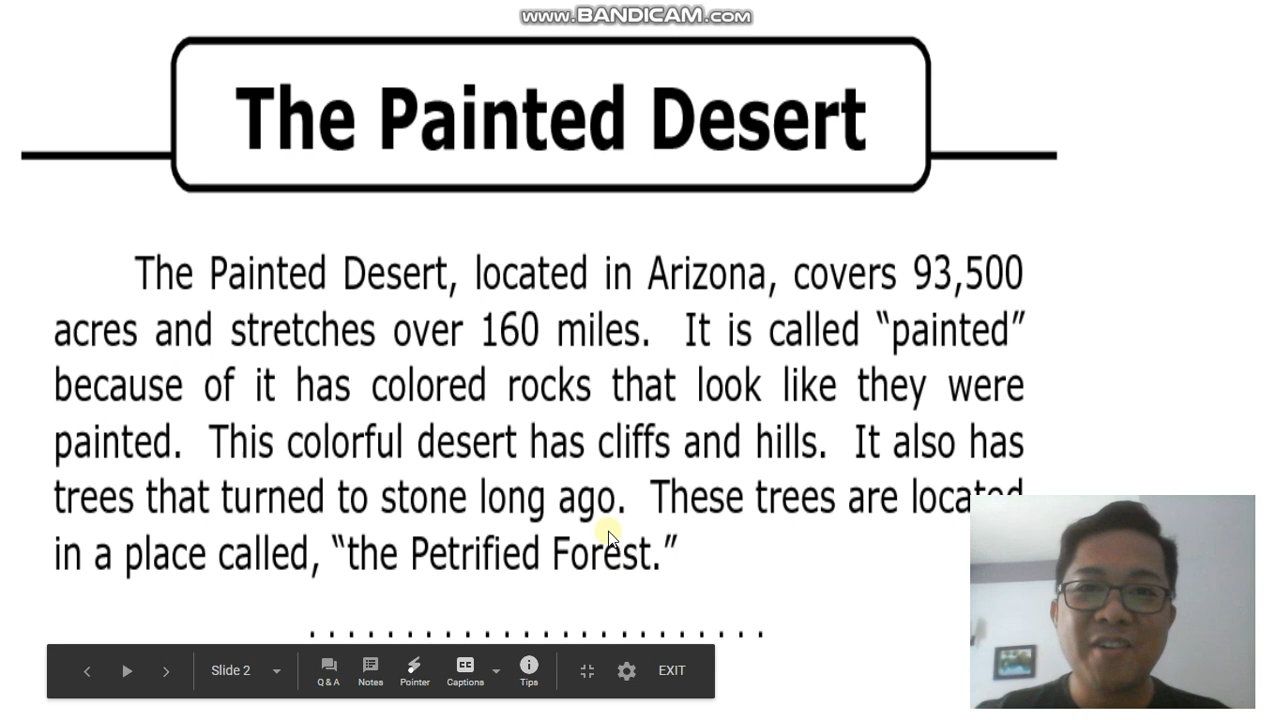 www.BANDICAM.com
The Painted Desert
The Painted Desert, located in Arizona, covers 93,500
acres and stretches over 160 miles. It is called “painted”
because of it has colored rocks that look like they were
painted. This colorful desert has cliffs and hills. It also has
trees that turned to stone long ago. These trees are located
in a place called, “the Petrified Forest.”
. . . . . . . . . . . . . . . . . . . . . . . .
Slide 2 Q & A Notes Pointer CC Captions Tips EXIT